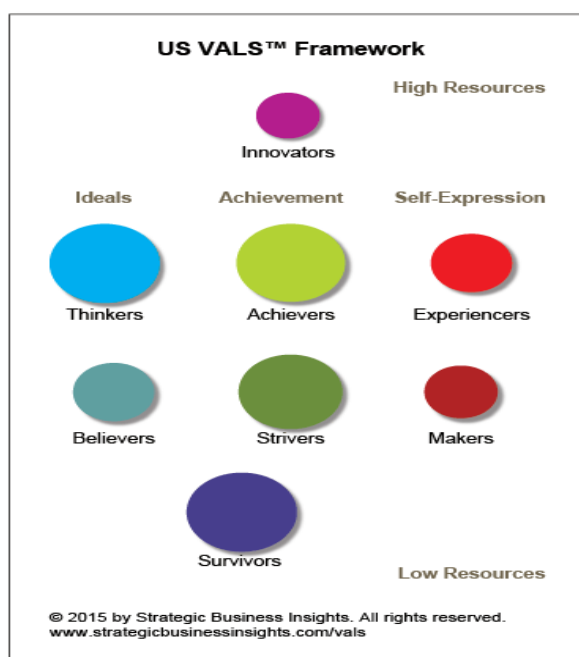 US VALS™ Framework
High Resources
Innovators
Ideals Achievement Self-Expression
Thinkers Achievers Experiencers
Believers Strivers Makers
Survivors
Low Resources
© 2015 by Strategic Business Insights. All rights reserved.
www.strategicbusinessinsights.com/vals